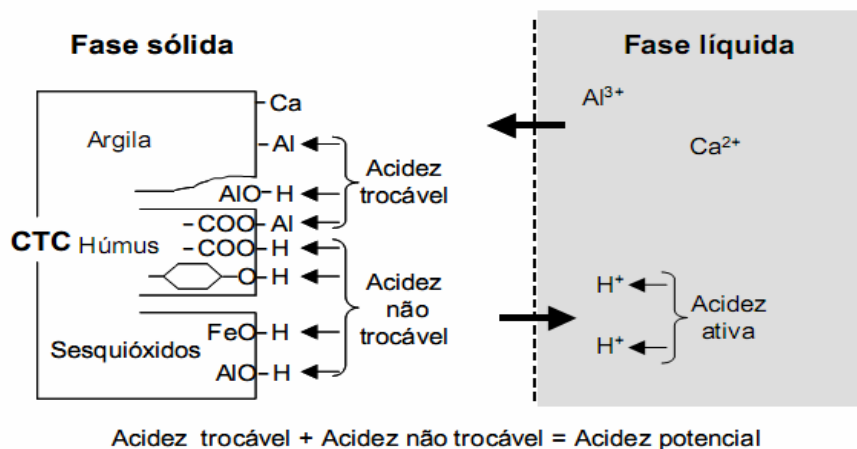 Fase sólida
Fase líquida
Ca
Argila
Al
AlO-H
Acidez
trocável
CTC
Húmus
-COO-Al
-COO-H
O-H
Acidez
não
trocável
FeO-H
Sesquióxidos
AlO-H
Al³⁺
Ca²⁺
H⁺
H⁺
Acidez
ativa
Acidez trocável + Acidez não trocável = Acidez potencial